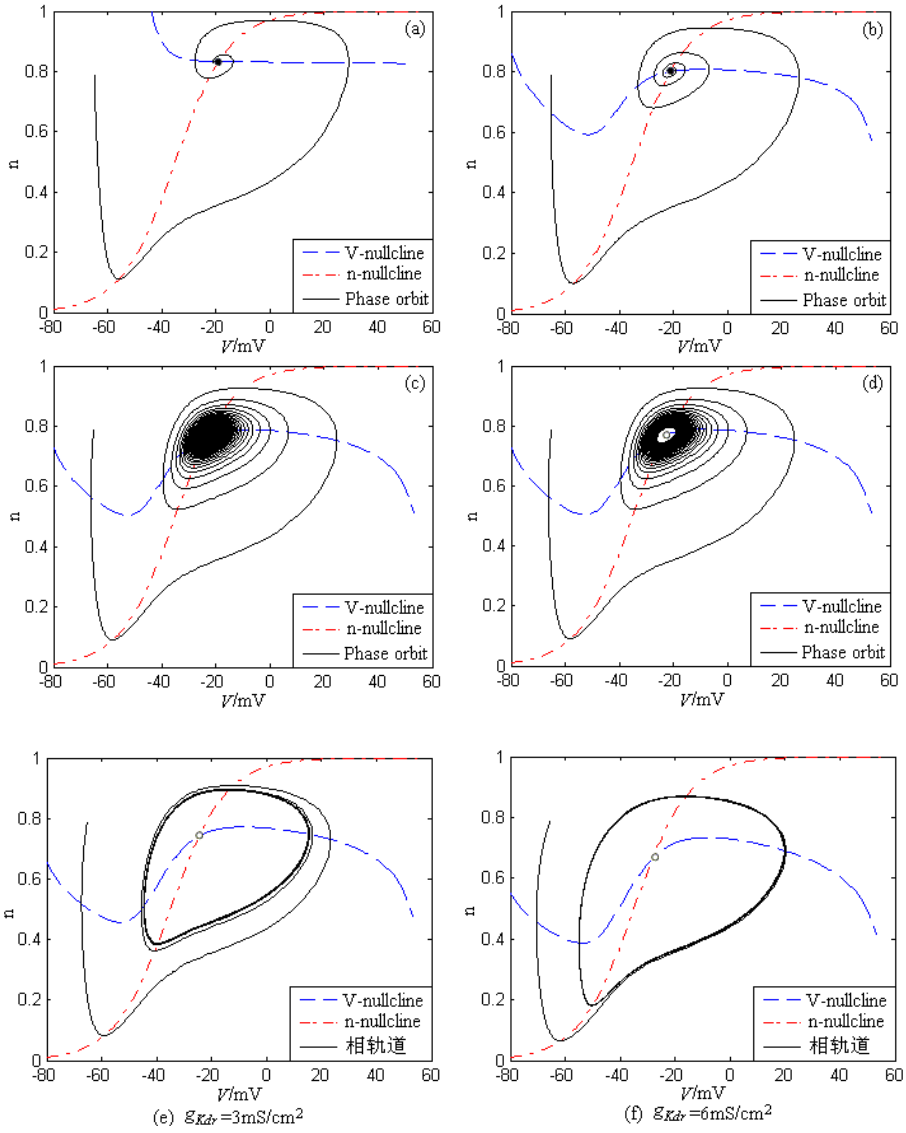 (a)
1
0.8
0.6
0.4
0.2
0
n
-80 -60 -40 -20 0 20 40 60
V/mV
V-nullcline
n-nullcline
Phase orbit
(b)
1
0.8
0.6
0.4
0.2
0
n
-80 -60 -40 -20 0 20 40 60
V/mV
V-nullcline
n-nullcline
Phase orbit
(c)
1
0.8
0.6
0.4
0.2
0
n
-80 -60 -40 -20 0 20 40 60
V/mV
V-nullcline
n-nullcline
Phase orbit
(d)
1
0.8
0.6
0.4
0.2
0
n
-80 -60 -40 -20 0 20 40 60
V/mV
V-nullcline
n-nullcline
Phase orbit
1
0.8
0.6
0.4
0.2
0
n
-80 -60 -40 -20 0 20 40 60
V/mV
V-nullcline
n-nullcline
相轨道
(e) gKdr=3mS/cm²
1
0.8
0.6
0.4
0.2
0
n
-80 -60 -40 -20 0 20 40 60
V/mV
V-nullcline
n-nullcline
相轨道
(f) gKdr=6mS/cm²